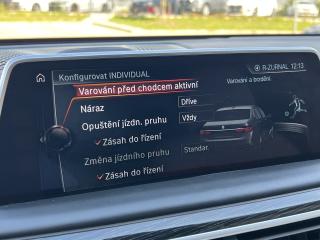 R-ZURNAL 12:13
Konfigurovat INDIVIDUAL
Varování před chodcem aktivní
Varování a bodění.
Náraz
Dříve
Opuštění jízdn. pruhu
Vždy
Zásah do řízení
Změna jízdního pruhu
Standar.
Zásah do řízení